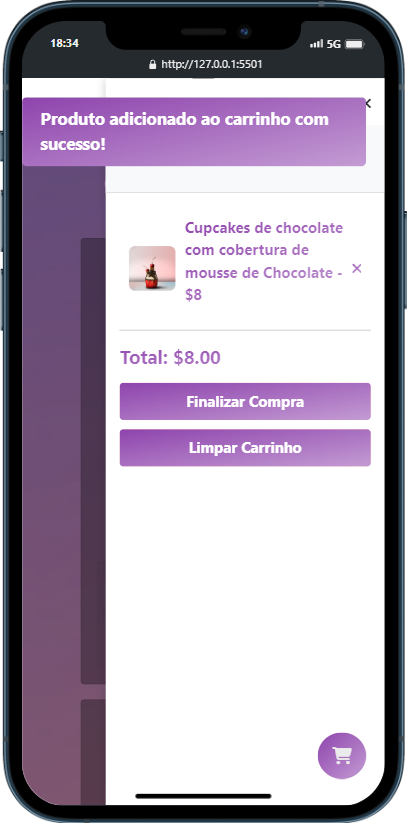 18:34
5G
http://127.0.0.1:5501
Produto adicionado ao carrinho com
sucesso!
Cupcakes de chocolate
com cobertura de
mousse de Chocolate -
$8
Total: $8.00
Finalizar Compra
Limpar Carrinho